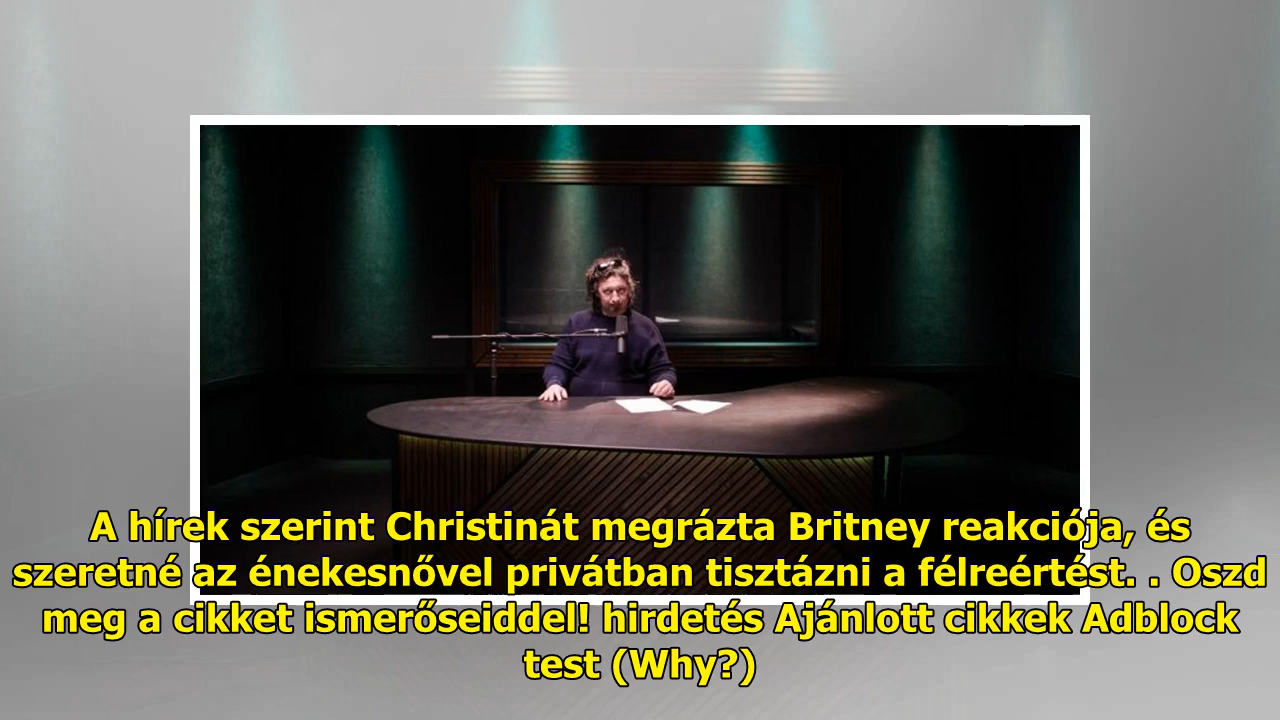 A hírek szerint Christinát megrázta Britney reakciója, és
szeretné az énekesnővel privátban tisztázni a félreértést. . Oszd
meg a cikket ismerőseiddel! hirdetés Ajánlott cikkek Adblock
test (Why?)